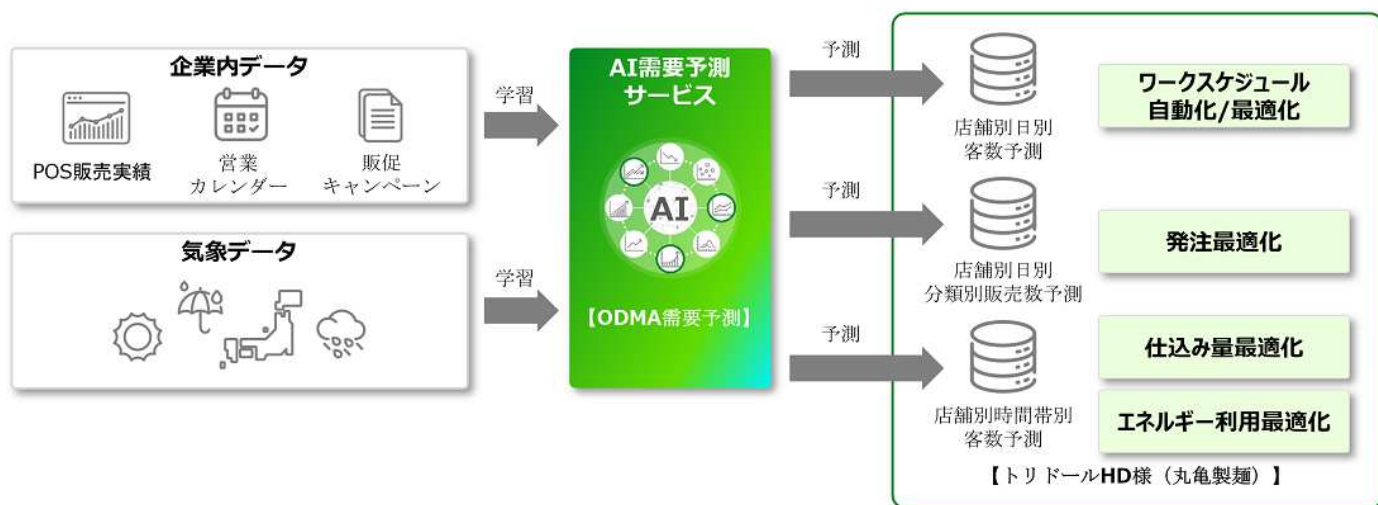 企業内データ
POS販売実績
営業
カレンダー
販促
キャンペーン
学習
気象データ
学習
AI需要予測
サービス
AI
【ODMA需要予測】
予測
店舗別日別
客数予測
ワークスケジュール
自動化/最適化
予測
店舗別日別
分類別販売数予測
発注最適化
予測
店舗別時間帯別
客数予測
仕込み量最適化
エネルギー利用最適化
【トリドールHD様（丸亀製麺）】